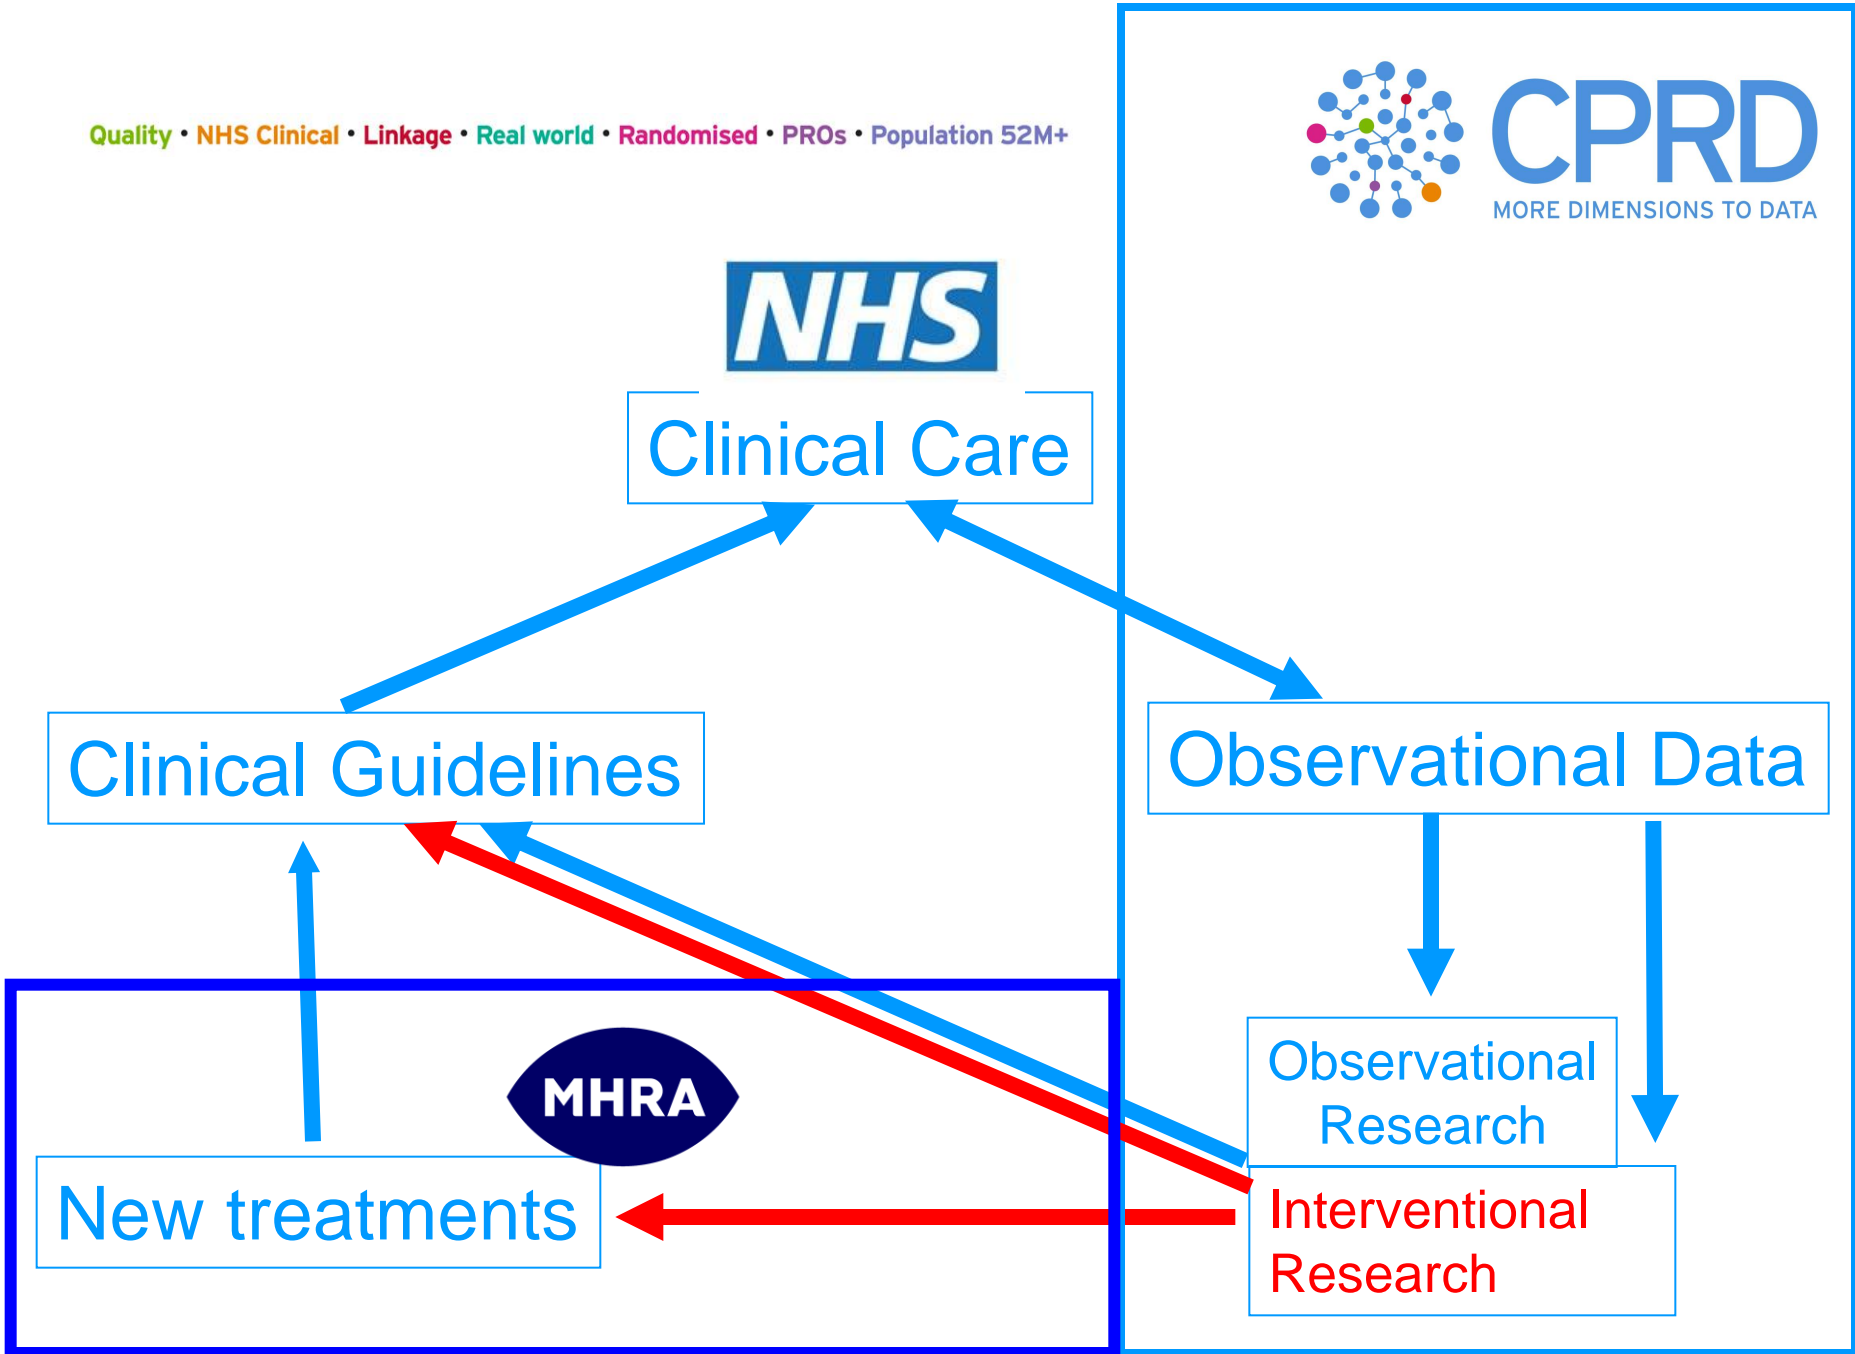 Quality • NHS Clinical • Linkage • Real world • Randomised • PROs • Population 52M+
CPRD
MORE DIMENSIONS TO DATA
NHS
Clinical Care
Clinical Guidelines
Observational Data
Observational
Research
MHRA
New treatments
Interventional
Research